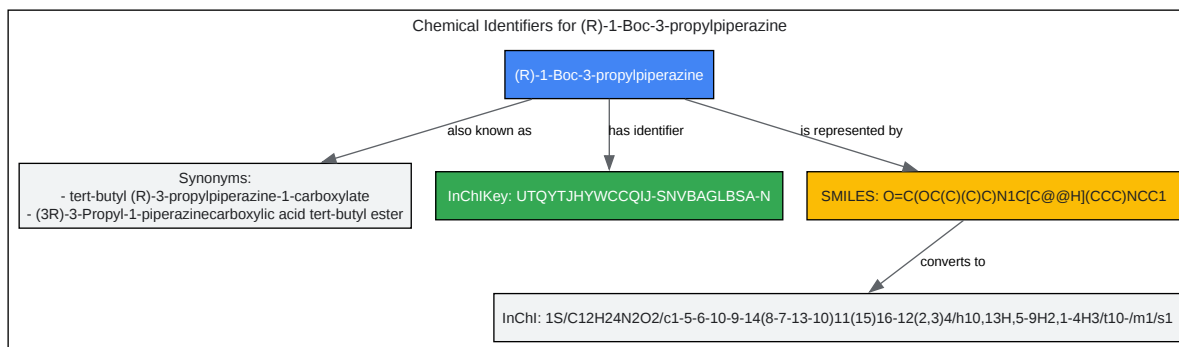 Chemical Identifiers for (R)-1-Boc-3-propylpiperazine
(R)-1-Boc-3-propylpiperazine
also known as
has identifier
is represented by
Synonyms:
- tert-butyl (R)-3-propylpiperazine-1-carboxylate
- (3R)-3-Propyl-1-piperazinecarboxylic acid tert-butyl ester
InChIKey: UTQYTJHYWCCQIJ-SNVBAGLBSA-N
SMILES: O=C(OC(C)(C)C)N1C[C@@H](CCC)NCC1
converts to
InChI: 1S/C12H24N2O2/c1-5-6-10-9-14(8-7-13-10)11(15)16-12(2,3)4/h10,13H,5-9H2,1-4H3/t10-/m1/s1